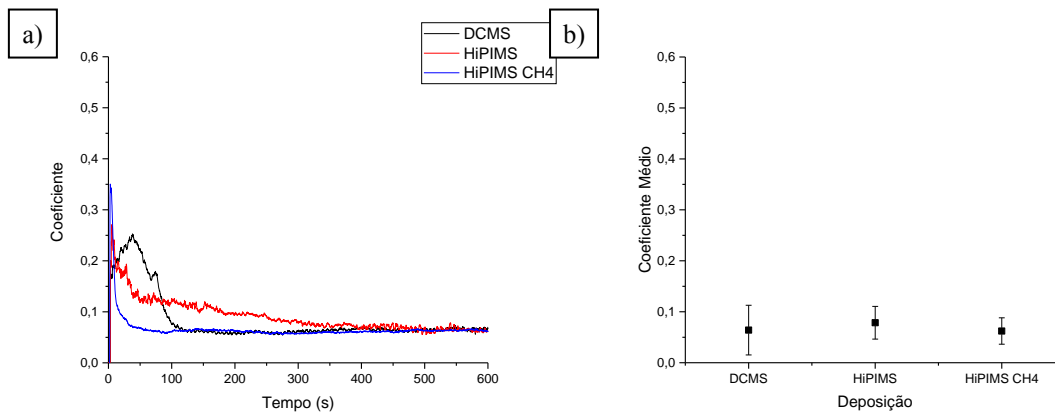 a)
DCMS
HiPIMS
HiPIMS CH4
0,6
0,5
0,4
0,3
0,2
0,1
0,0
Coeficiente
0
100
200
300
400
500
600
Tempo (s)
b)
0,6
0,5
0,4
0,3
0,2
0,1
0,0
Coeficiente Médio
DCMS
HiPIMS
HiPIMS CH4
Deposição